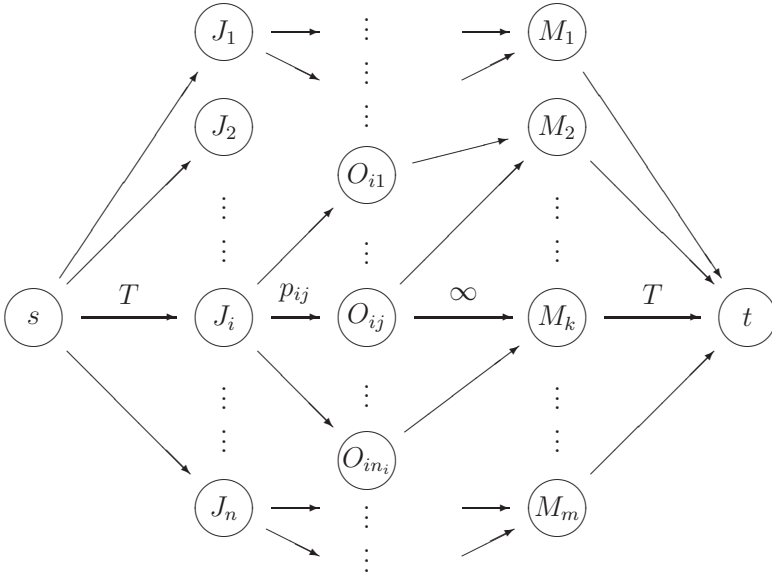 J_1 ⋮ M_1
⋮
J_2 ⋮ M_2
O_{i1}
⋮ ⋮
⋮ ⋮ ⋮
T p_{ij} ∞ T
s J_i O_{ij} M_k t
⋮ ⋮ ⋮
⋮ ⋮
O_{in_i}
J_n ⋮ M_m
⋮